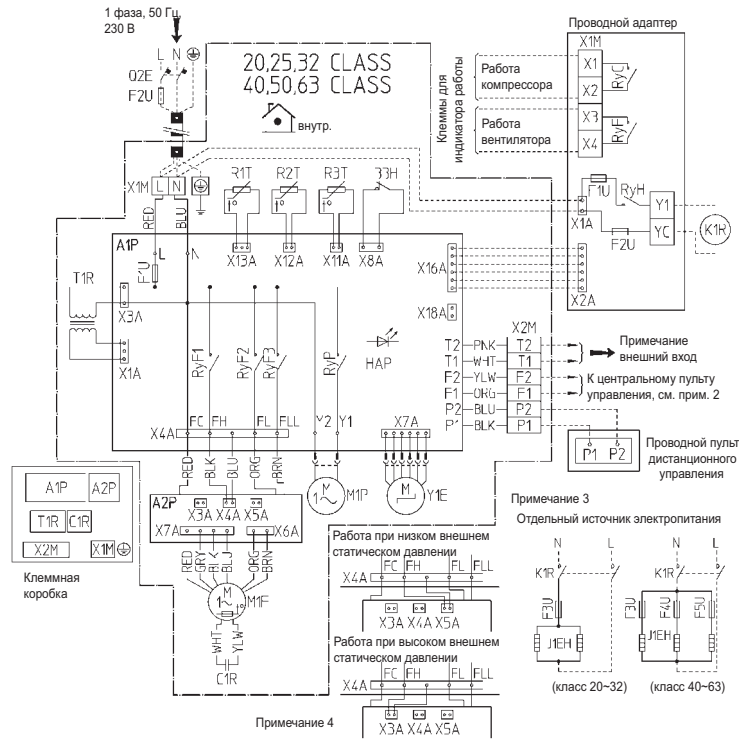 1 фаза, 50 Гц,
230 В
L N
Q2E
F2U
20,25,32 CLASS
40,50,63 CLASS
внутр.
Клеммы для
индикатора работы
Работа
компрессора
Работа
вентилятора
Проводной адаптер
X1M
X1
X2
X3
X4
RyC
RyF
F1U
RyH
Y1
X1A
F2U
YC
K1R
X2A
X1M L N
RED
BLU
R1T R2T R3T 33H
A1P
X13A X12A X11A X8A
L N
F1U
T1R
X3A
X1A
X16A
X18A
HAP
RyF1
RyF2
RyF3
RyP
X2M
T2 PNK T2
T1 WHT T1
F2 YLW F2
F1 ORG F1
P2 BLU P2
P1 BLK P1
Примечание
внешний вход
К центральному пульту
управления, см. прим. 2
P1 P2
Проводной пульт
дистанционного
управления
X4A
FC FH FL FLL
Y2 Y1
X7A
RED
BLK
BLU
ORG
BRN
M
1~
M1P
M
Y1E
A2P
X3A X4A X5A
X7A X6A
RED
GRY
BLK
BLU
ORG
BRN
M
1~
M1F
WHT
YLW
C1R
A1P A2P
T1R C1R
X2M X1M
Клеммная
коробка
Работа при низком внешнем
статическом давлении
FC FH FL FLL
X4A
X3A X4A X5A
Работа при высоком внешнем
статическом давлении
FC FH FL FLL
X4A
X3A X4A X5A
Примечание 4
Примечание 3
Отдельный источник электропитания
N L
K1R
F3U
J1EH
(класс 20~32)
N L
K1R
F3U
F4U
F5U
J1EH
(класс 40~63)